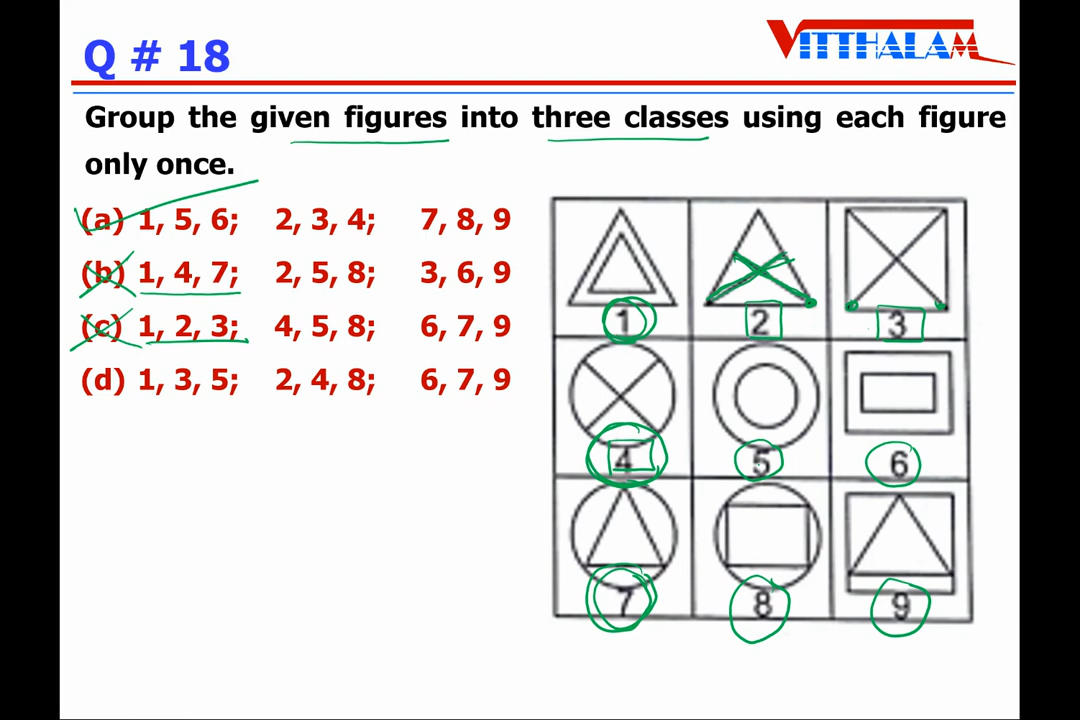 Q # 18
VITTHALAM
Group the given figures into three classes using each figure
only once.
(a) 1, 5, 6; 2, 3, 4; 7, 8, 9
(b) 1, 4, 7; 2, 5, 8; 3, 6, 9
(c) 1, 2, 3; 4, 5, 8; 6, 7, 9
(d) 1, 3, 5; 2, 4, 8; 6, 7, 9
1 2 3
4 5 6
7 8 9